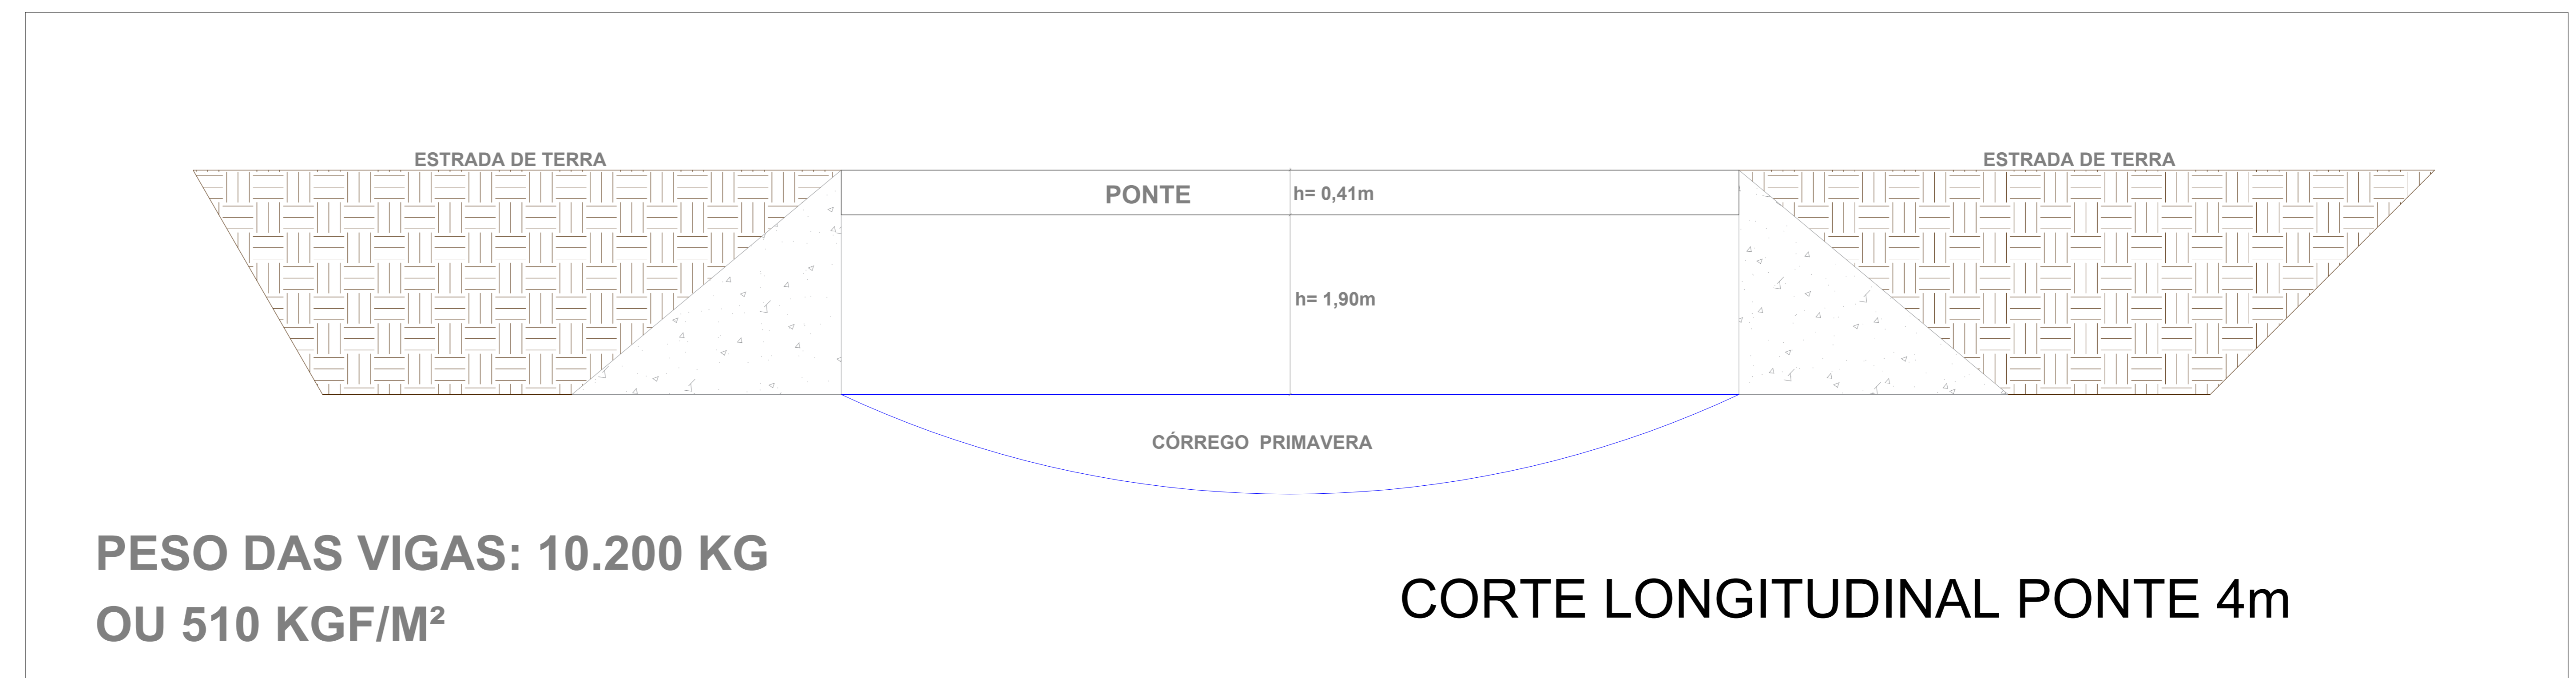 ESTRADA DE TERRA
ESTRADA DE TERRA
PONTE
h= 0,41m
h= 1,90m
CÓRREGO PRIMAVERA
PESO DAS VIGAS: 10.200 KG
OU 510 KGF/M²
CORTE LONGITUDINAL PONTE 4m